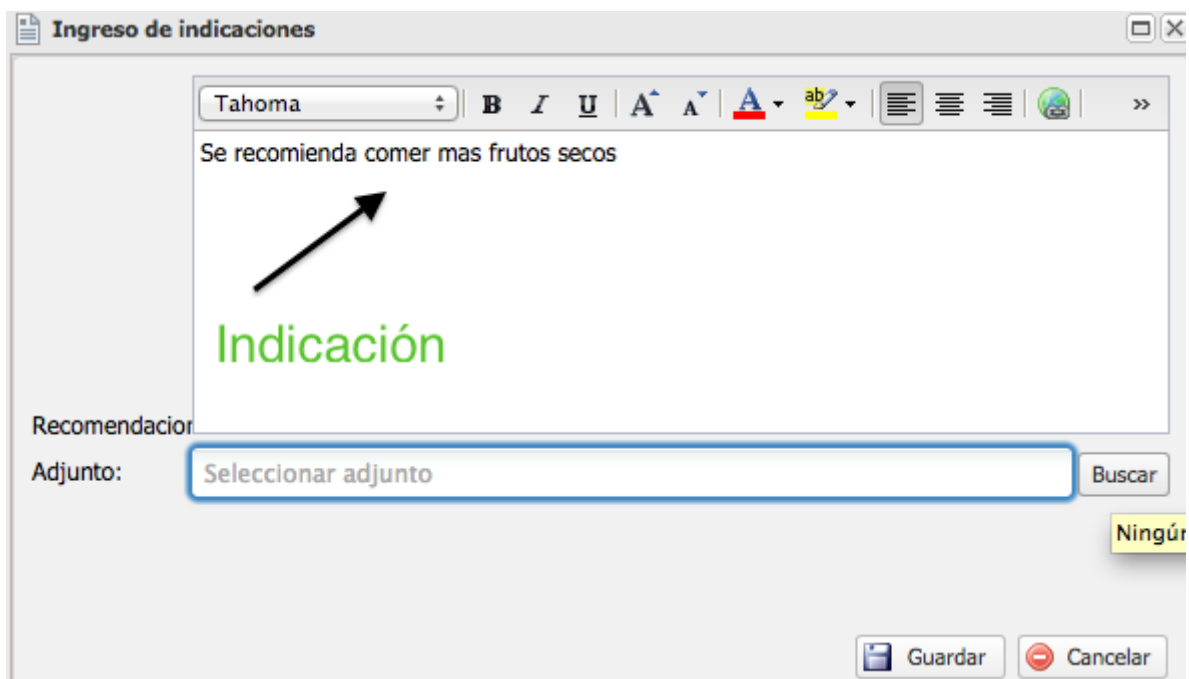 Ingreso de indicaciones
Tahoma B I U A A A ab »
Se recomienda comer mas frutos secos
Indicación
Recomendacion
Adjunto: Seleccionar adjunto Buscar
Ningún
Guardar Cancelar